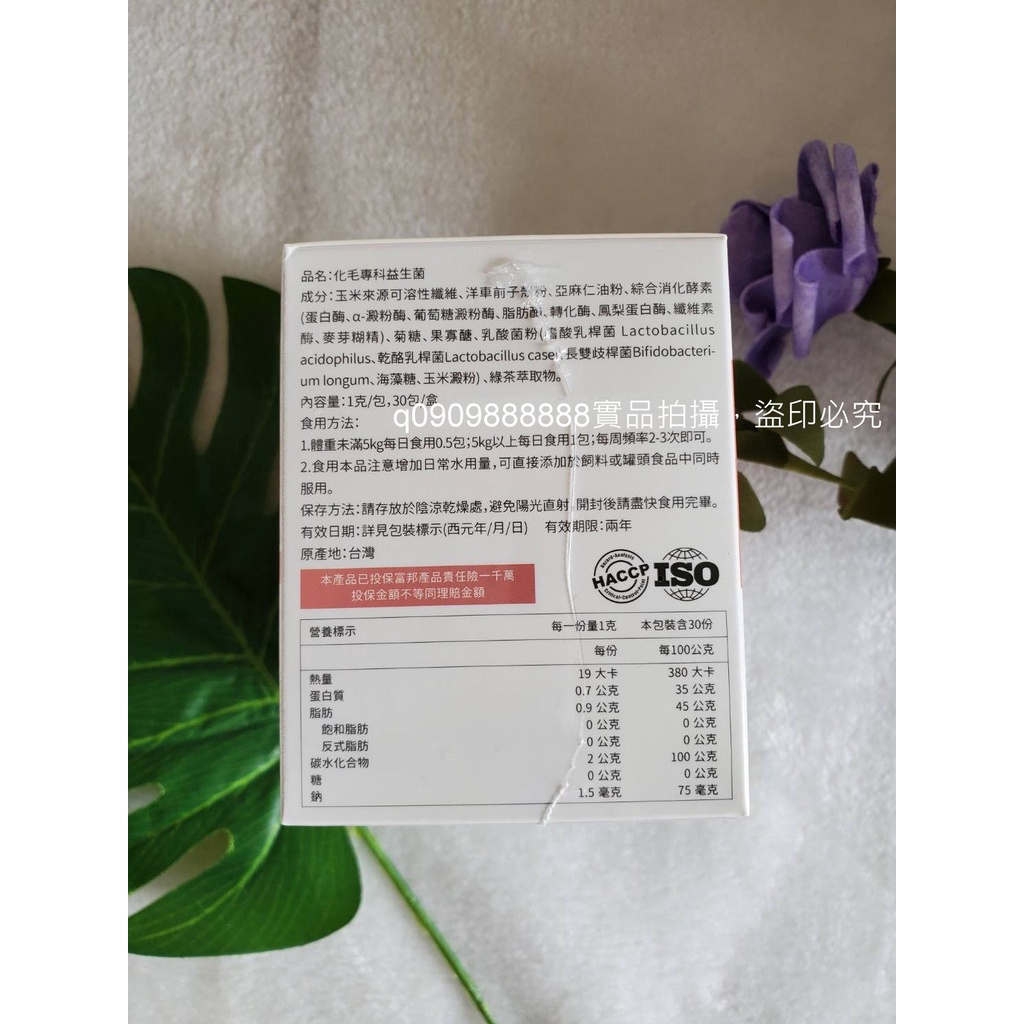 品名:化毛專科益生菌
成分:玉米來源可溶性纖維、洋車前子殼粉、亞麻仁油粉、綜合消化酵素
(蛋白酶、α-澱粉酶、葡萄糖澱粉酶、脂肪酶、轉化酶、鳳梨蛋白酶、纖維素
酶、麥芽糊精)、菊糖、果寡醣、乳酸菌粉(嗜酸乳桿菌 Lactobacillus
acidophilus、乾酪乳桿菌Lactobacillus casei、長雙歧桿菌Bifidobacteri-
um longum、海藻糖、玉米澱粉)、綠茶萃取物。
內容量:1克/包,30包/盒
q0909888888實品拍攝，盜印必究
食用方法:
1.體重未滿5kg每日食用0.5包;5kg以上每日食用1包;每周頻率2-3次即可。
2.食用本品注意增加日常水用量,可直接添加於飼料或罐頭食品中同時
服用。
保存方法:請存放於陰涼乾燥處,避免陽光直射,開封後請盡快食用完畢。
有效日期:詳見包裝標示(西元年/月/日) 有效期限:兩年
原產地:台灣
本產品已投保富邦產品責任險一千萬
投保金額不等同理賠金額
Hazard-Analysis
HACCP
Critical-Control-Point
ISO
營養標示 每一份量1克 本包裝含30份
每份 每100公克
熱量 19 大卡 380 大卡
蛋白質 0.7 公克 35 公克
脂肪 0.9 公克 45 公克
飽和脂肪 0 公克 0 公克
反式脂肪 0 公克 0 公克
碳水化合物 2 公克 100 公克
糖 0 公克 0 公克
鈉 1.5 毫克 75 毫克